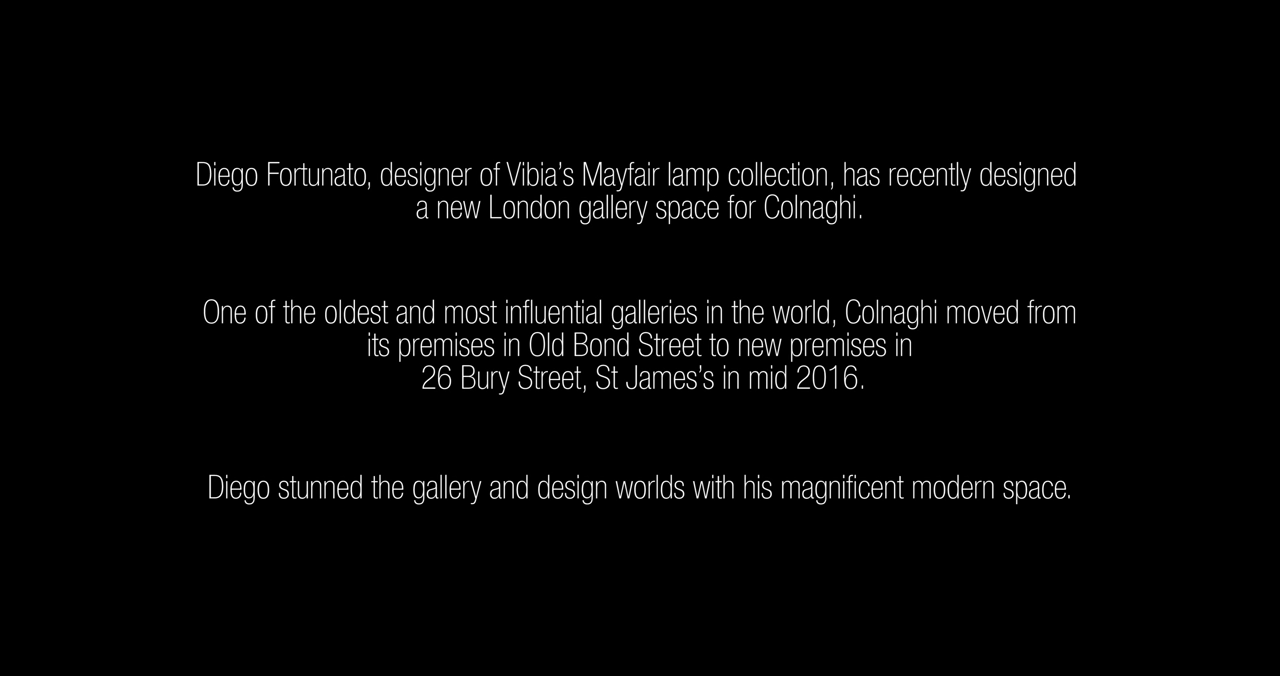 Diego Fortunato, designer of Vibia’s Mayfair lamp collection, has recently designed
a new London gallery space for Colnaghi.
One of the oldest and most influential galleries in the world, Colnaghi moved from
its premises in Old Bond Street to new premises in
26 Bury Street, St James’s in mid 2016.
Diego stunned the gallery and design worlds with his magnificent modern space.